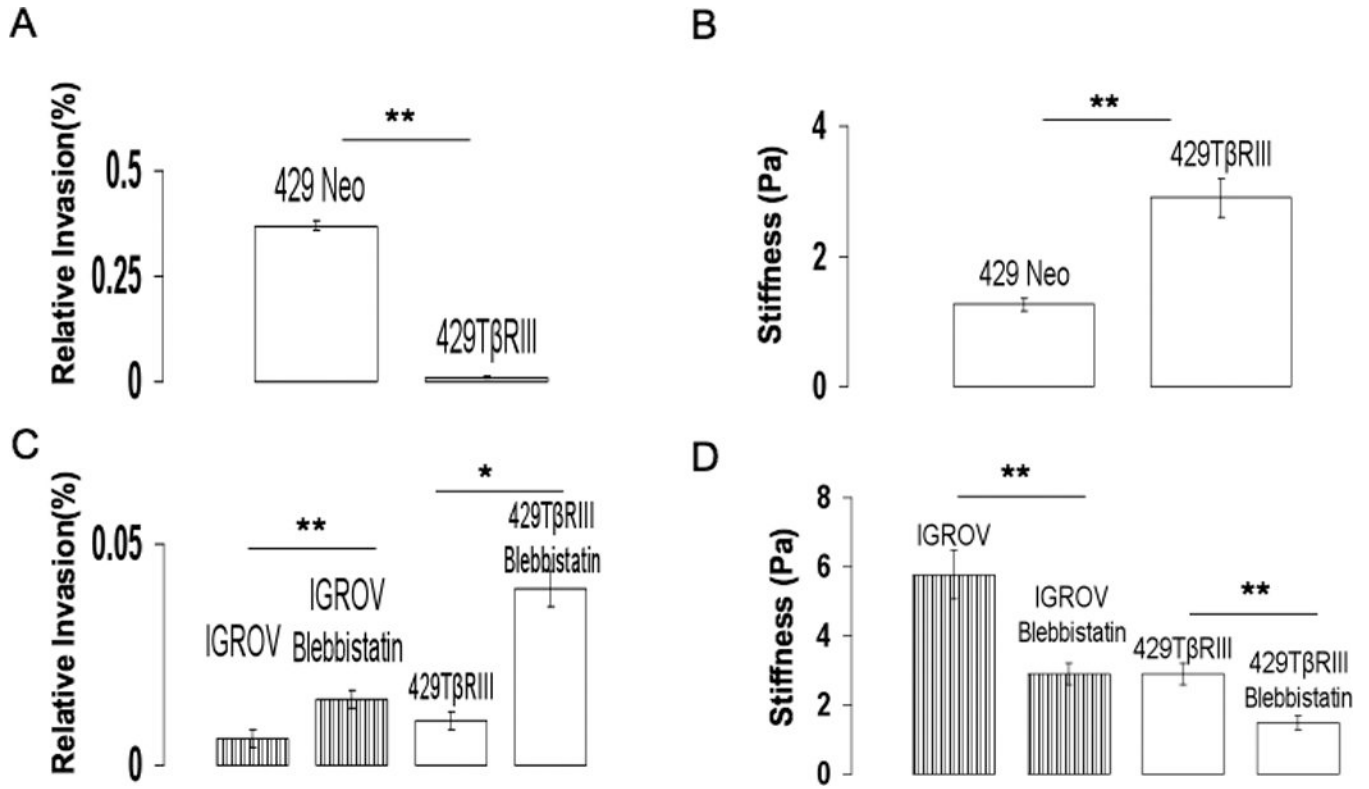 A
Relative Invasion(%)
0.5
0.25
0
**
429 Neo
429TβRIII
B
Stiffness (Pa)
4
2
0
**
429 Neo
429TβRIII
C
Relative Invasion(%)
0.05
0
**
*
IGROV
IGROV
Blebbistatin
429TβRIII
429TβRIII
Blebbistatin
D
Stiffness (Pa)
8
6
4
2
0
**
**
IGROV
IGROV
Blebbistatin
429TβRIII
429TβRIII
Blebbistatin